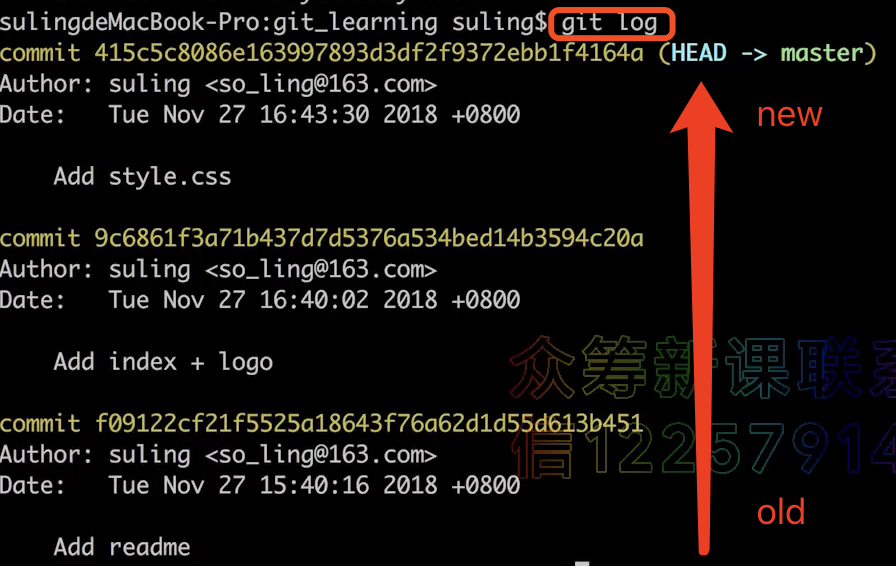 sulingdeMacBook-Pro:git_learning suling$ git log
commit 415c5c8086e163997893d3df2f9372ebb1f4164a (HEAD -> master)
Author: suling <so_ling@163.com>
Date:   Tue Nov 27 16:43:30 2018 +0800
new
Add style.css
commit 9c6861f3a71b437d7d5376a534bed14b3594c20a
Author: suling <so_ling@163.com>
Date:   Tue Nov 27 16:40:02 2018 +0800
众筹新课联系
Add index + logo
commit f09122cf21f5525a18643f76a62d1d55d613b451
信12257914
Author: suling <so_ling@163.com>
Date:   Tue Nov 27 15:40:16 2018 +0800
old
Add readme